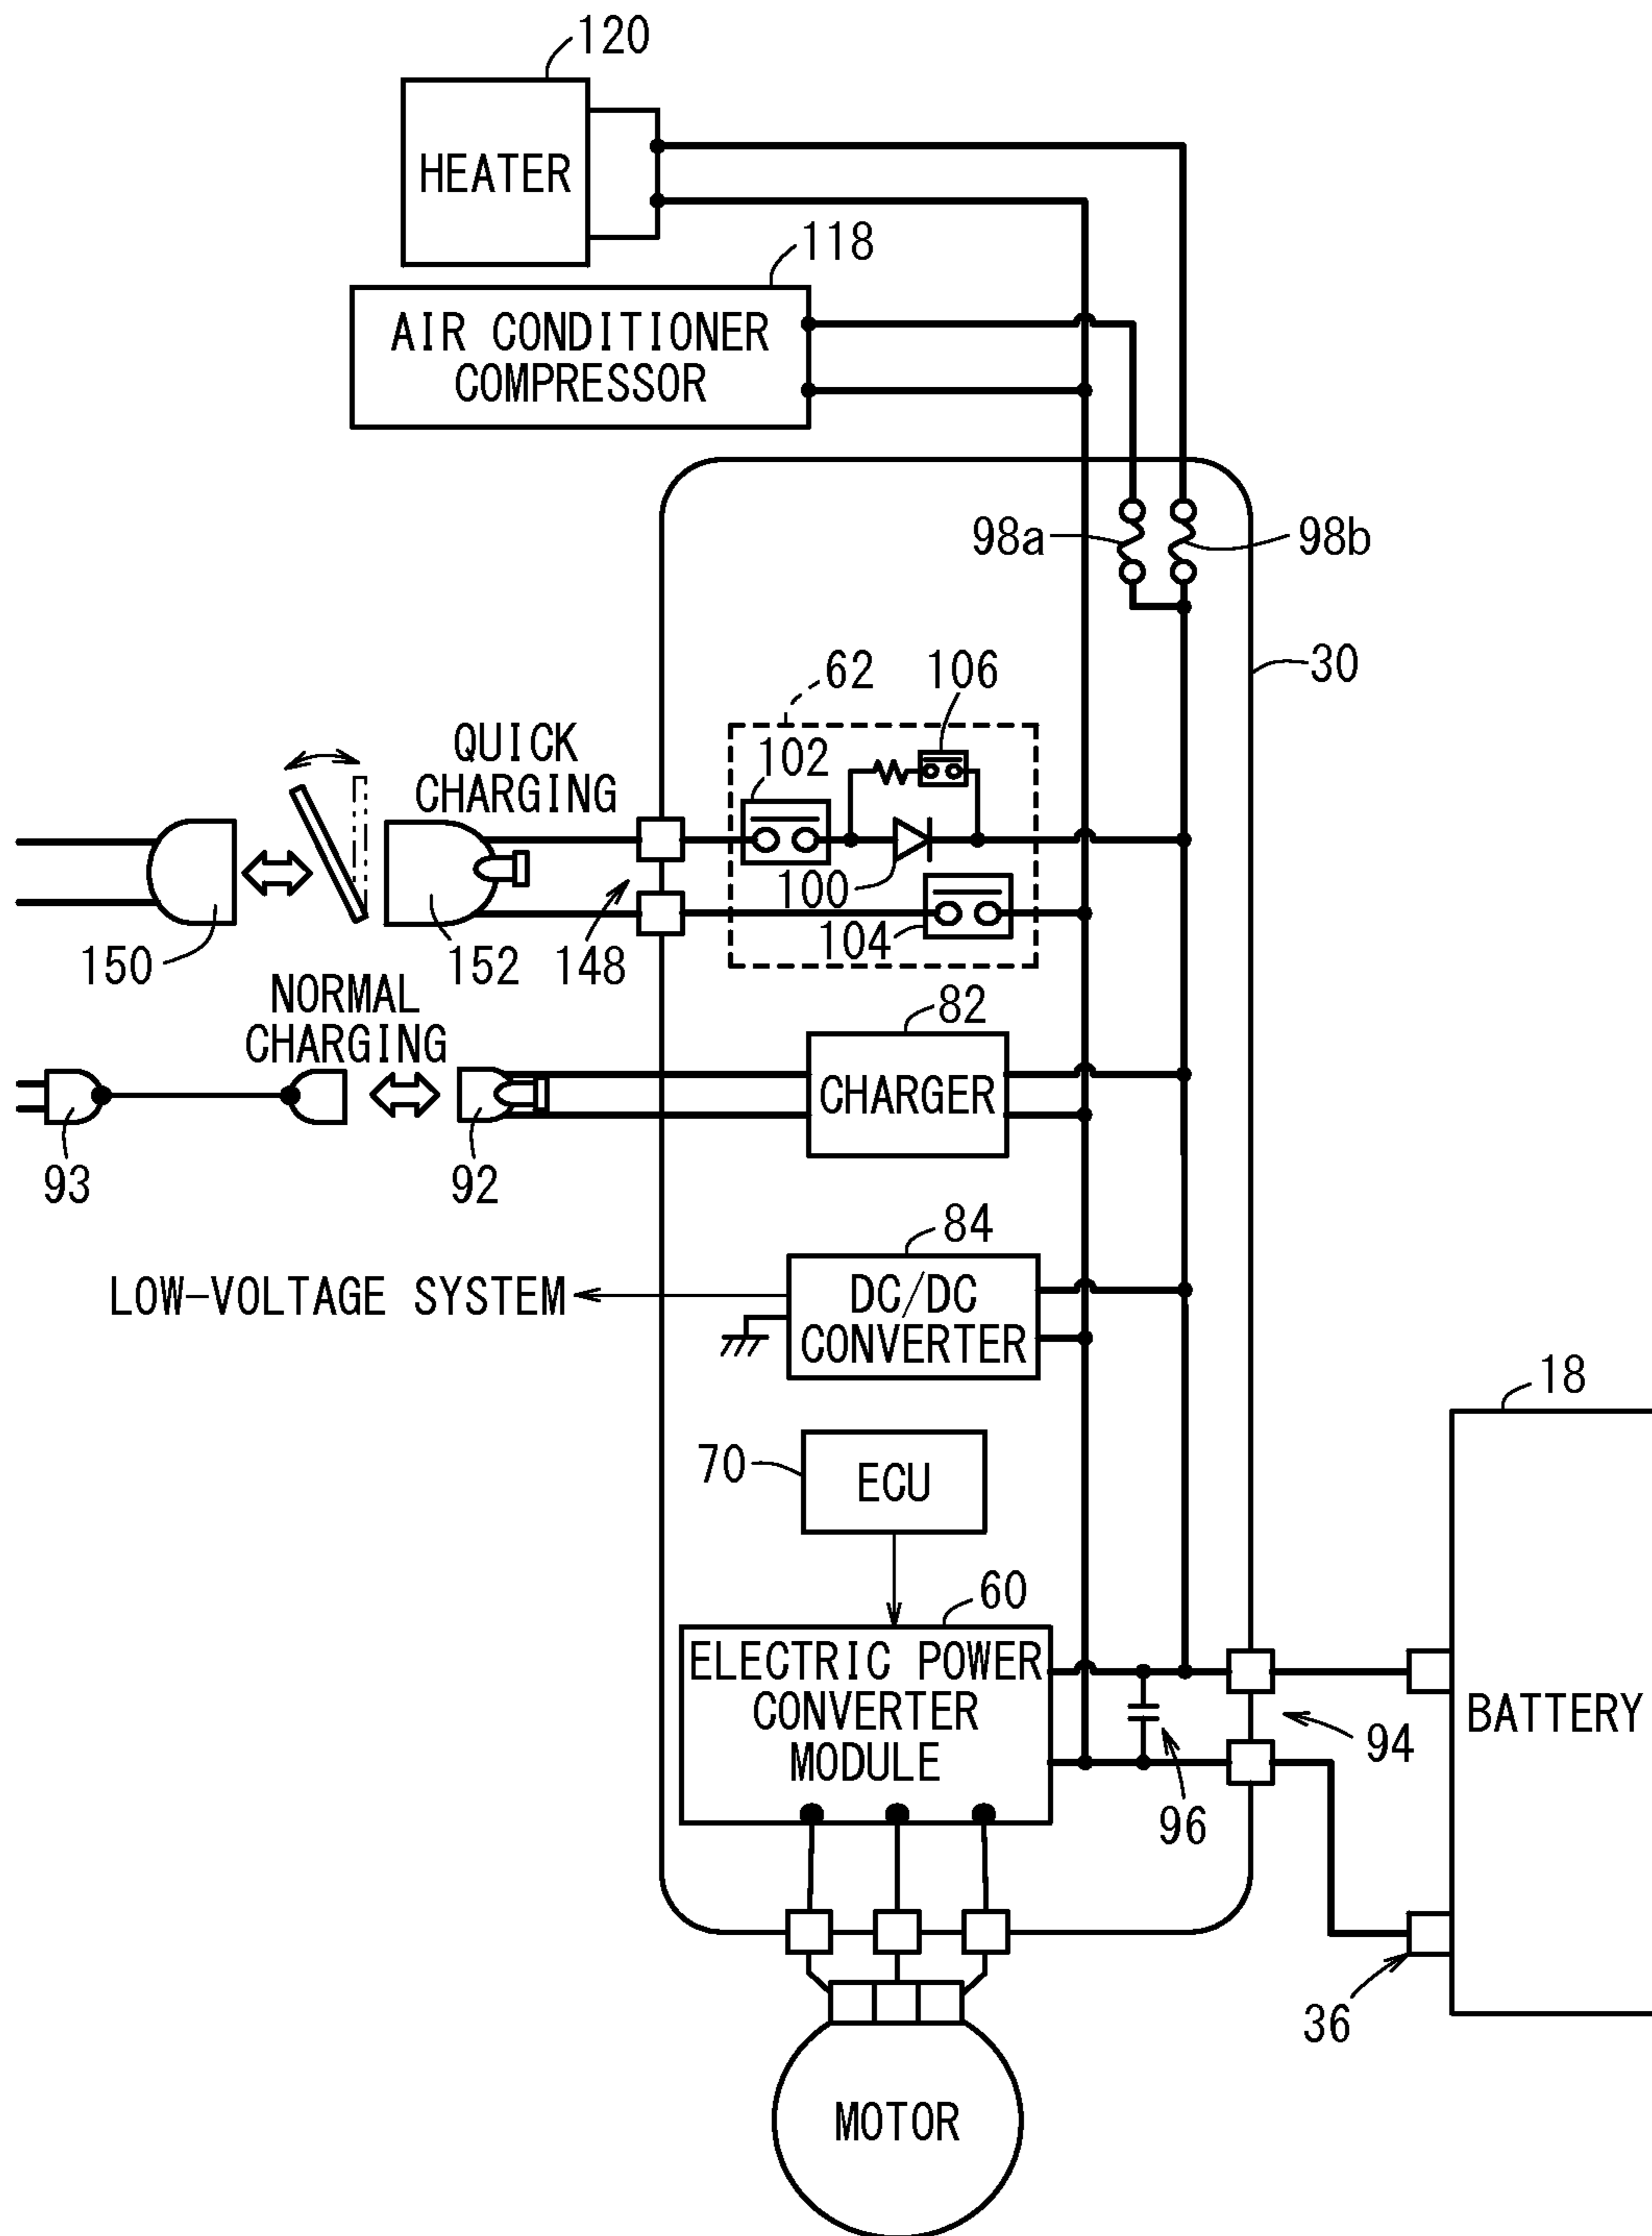 120
HEATER
118
AIR CONDITIONER
COMPRESSOR
98a
98b
30
62
106
QUICK
CHARGING
102
100
104
150
152
148
NORMAL
CHARGING
82
CHARGER
93
92
84
LOW-VOLTAGE SYSTEM
DC/DC
CONVERTER
18
70
ECU
60
ELECTRIC POWER
CONVERTER
MODULE
BATTERY
94
96
36
MOTOR